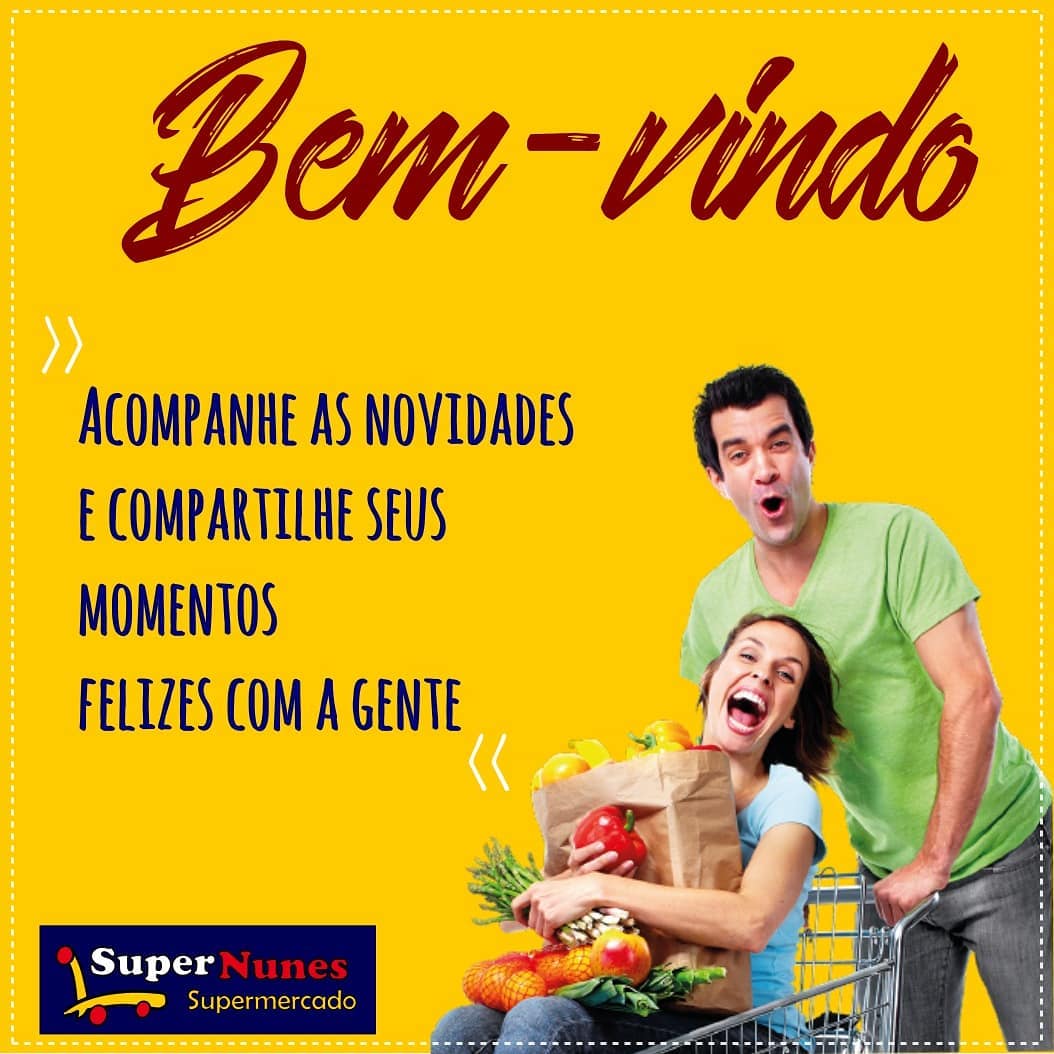 Bem-vindo
Acompanhe as novidades
e compartilhe seus
momentos
felizes com a gente
Super Nunes
Supermercado